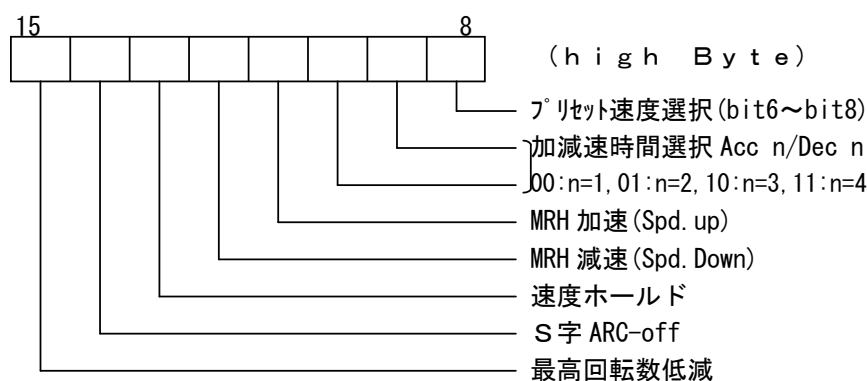 15 8
(high Byte)
プリセット速度選択(bit6～bit8)
加減速時間選択 Acc n/Dec n
00:n=1, 01:n=2, 10:n=3, 11:n=4
MRH 加速(Spd. up)
MRH 減速(Spd. Down)
速度ホールド
S字 ARC-off
最高回転数低減